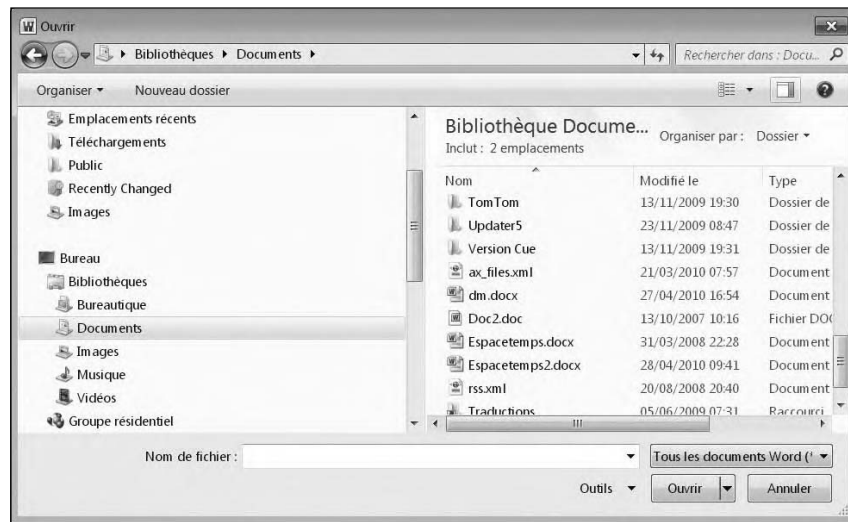 Ouvrir
Bibliothèques Documents
Rechercher dans : Docu...
Organiser Nouveau dossier
Emplacements récents
Téléchargements
Public
Recently Changed
Images
Bureau
Bibliothèques
Bureautique
Documents
Images
Musique
Vidéos
Groupe résidentiel
Bibliothèque Docume...
Inclut : 2 emplacements
Organiser par : Dossier
Nom Modifié le Type
TomTom 13/11/2009 19:30 Dossier de
Updater5 23/11/2009 08:47 Dossier de
Version Cue 13/11/2009 19:31 Dossier de
ax_files.xml 21/03/2010 07:57 Document
dm.docx 27/04/2010 16:54 Document
Doc2.doc 13/10/2007 10:16 Fichier DO
Espacetemps.docx 31/03/2008 22:28 Document
Espacetemps2.docx 28/04/2010 09:41 Document
rss.xml 20/08/2008 20:40 Document
Traductions 05/06/2009 07:31 Raccourci
Nom de fichier :
Tous les documents Word (*
Outils Ouvrir Annuler